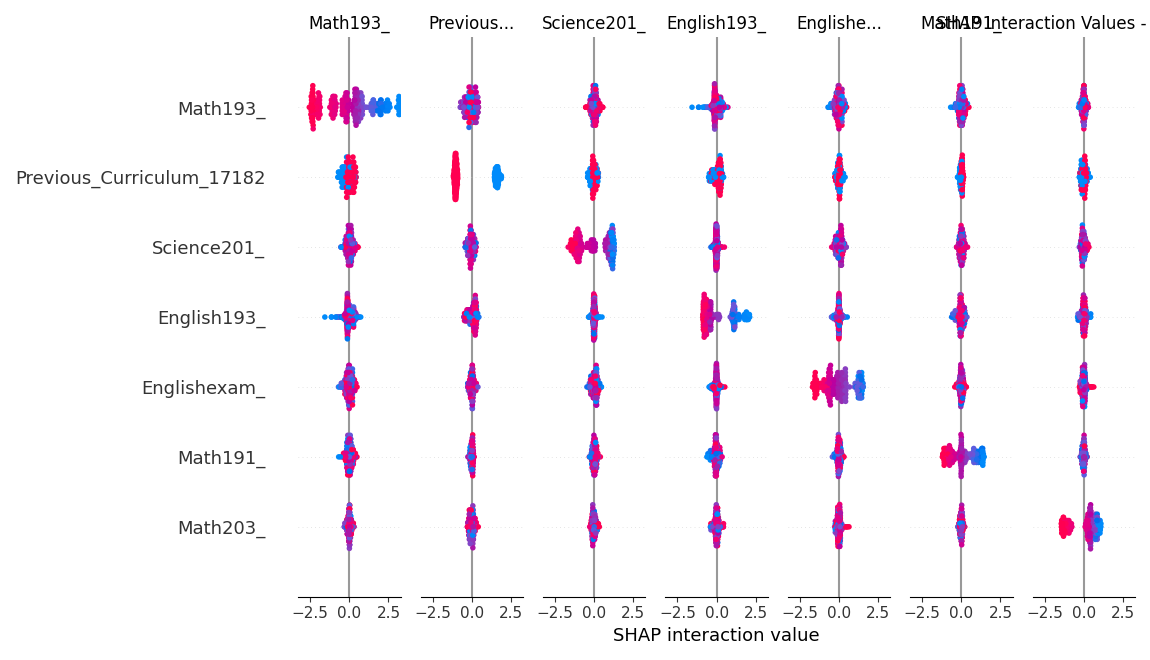 Math193_ Previous... Science201_ English193_ Englishe... Math191_ SHAP Interaction Values -
Math193_
Previous_Curriculum_17182
Science201_
English193_
Englishexam_
Math191_
Math203_
−2.5 0.0 2.5 −2.5 0.0 2.5 −2.5 0.0 2.5 −2.5 0.0 2.5 −2.5 0.0 2.5 −2.5 0.0 2.5 −2.5 0.0 2.5
SHAP interaction value